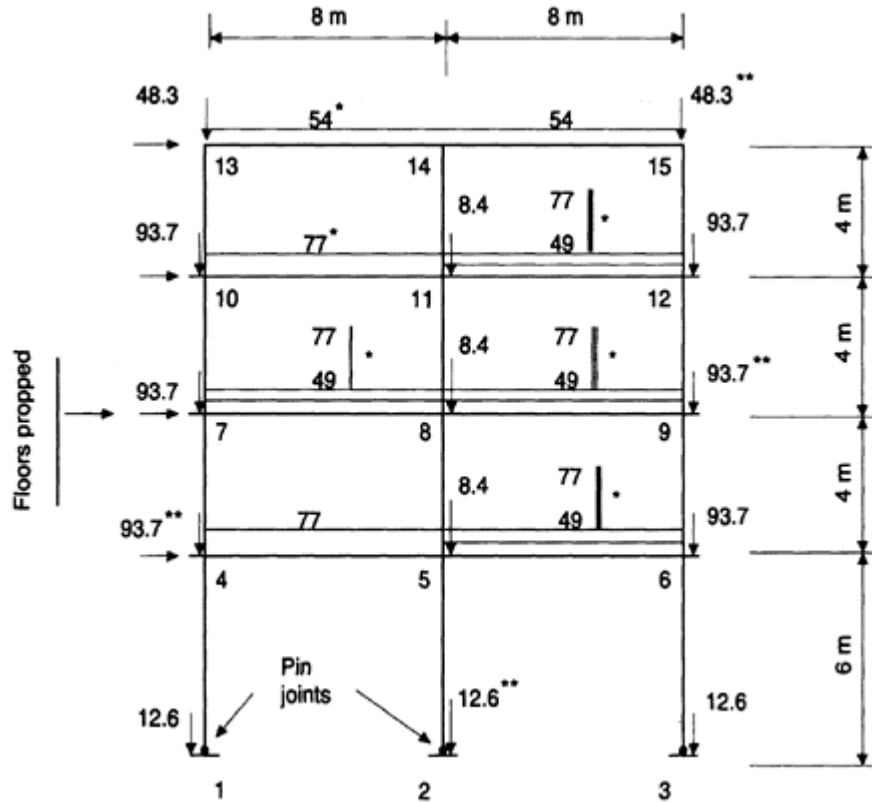 8 m 8 m
48.3 54* 54 48.3**
13 14 15
93.7 77* 8.4 77 * 49 93.7
4 m
10 11 12
93.7 77 * 49 8.4 77 * 49 93.7**
4 m
7 8 9
Floors propped
93.7** 77 8.4 77 * 49 93.7
4 m
4 5 6
Pin
joints
12.6 12.6** 12.6
6 m
1 2 3